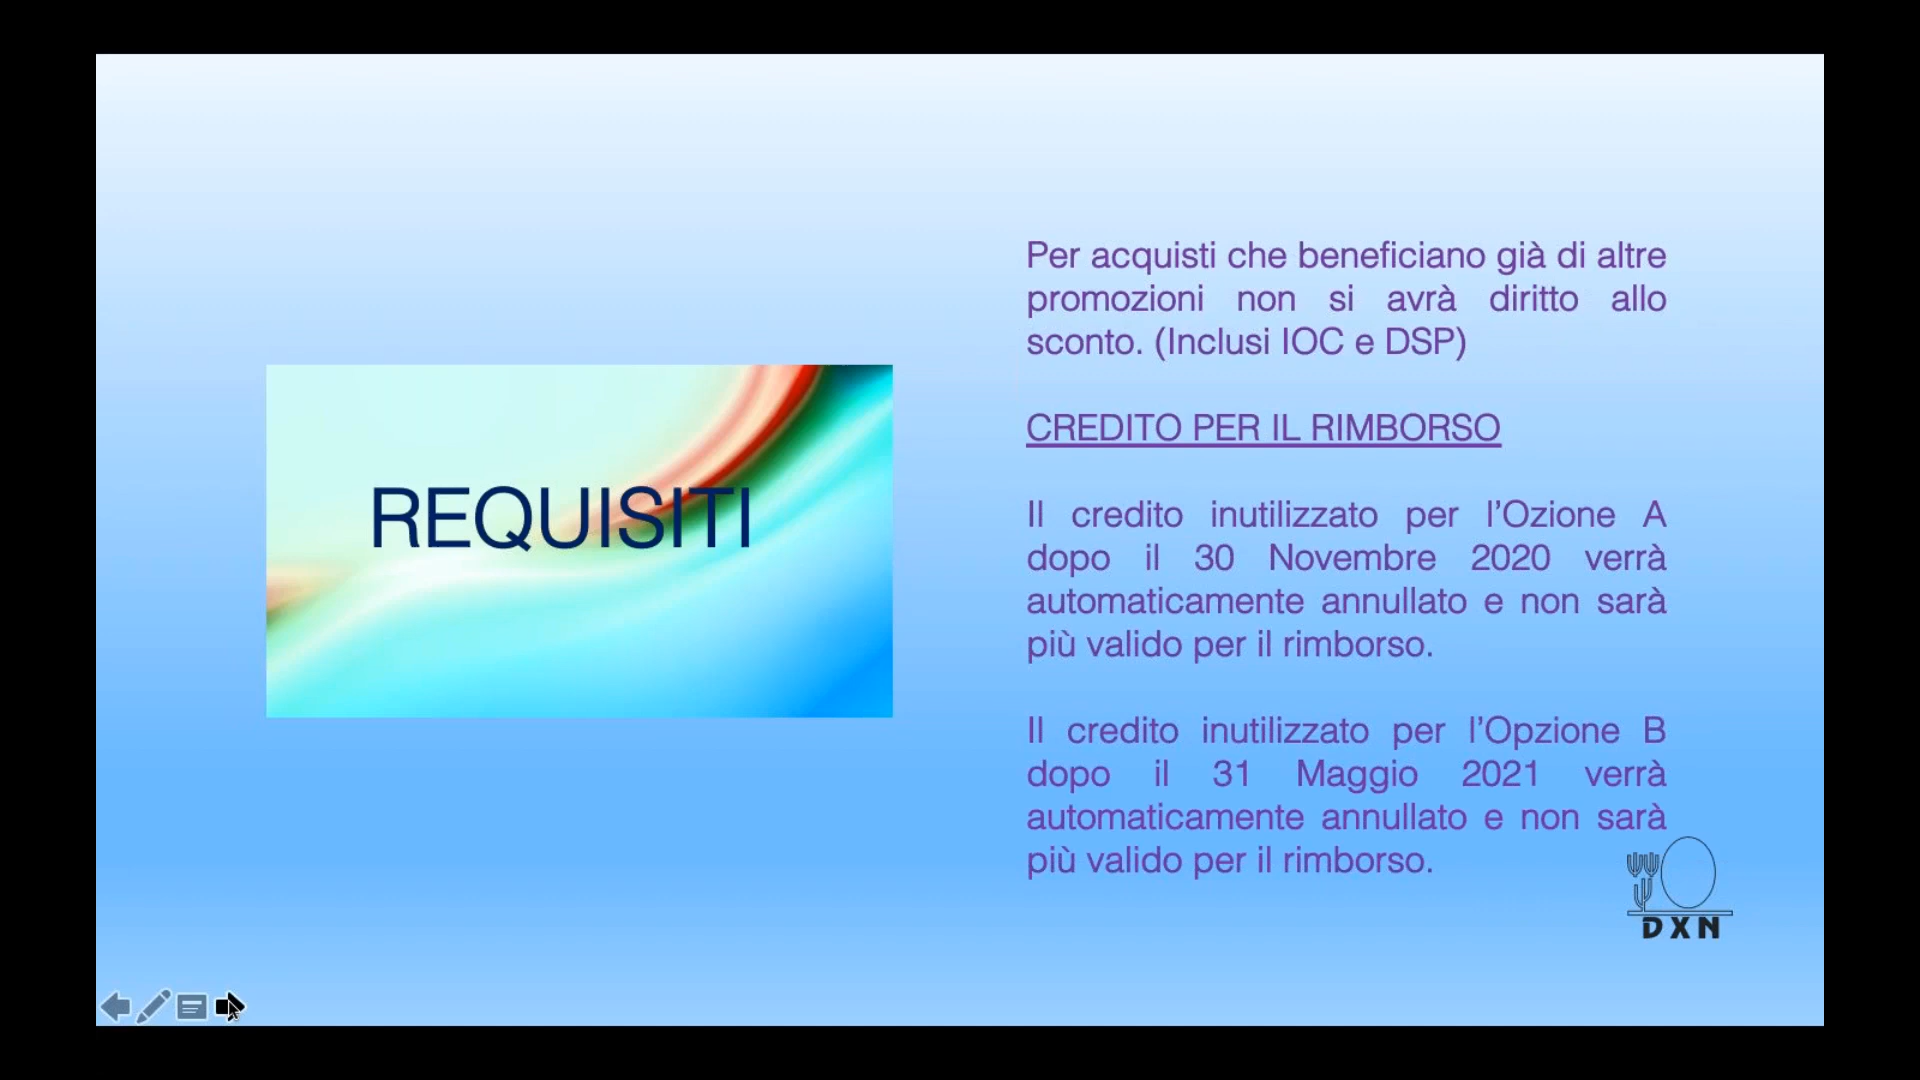 REQUISITI
Per acquisti che beneficiano già di altre
promozioni non si avrà diritto allo
sconto. (Inclusi IOC e DSP)
CREDITO PER IL RIMBORSO
Il credito inutilizzato per l’Ozione A
dopo il 30 Novembre 2020 verrà
automaticamente annullato e non sarà
più valido per il rimborso.
Il credito inutilizzato per l’Opzione B
dopo il 31 Maggio 2021 verrà
automaticamente annullato e non sarà
più valido per il rimborso.
DXN